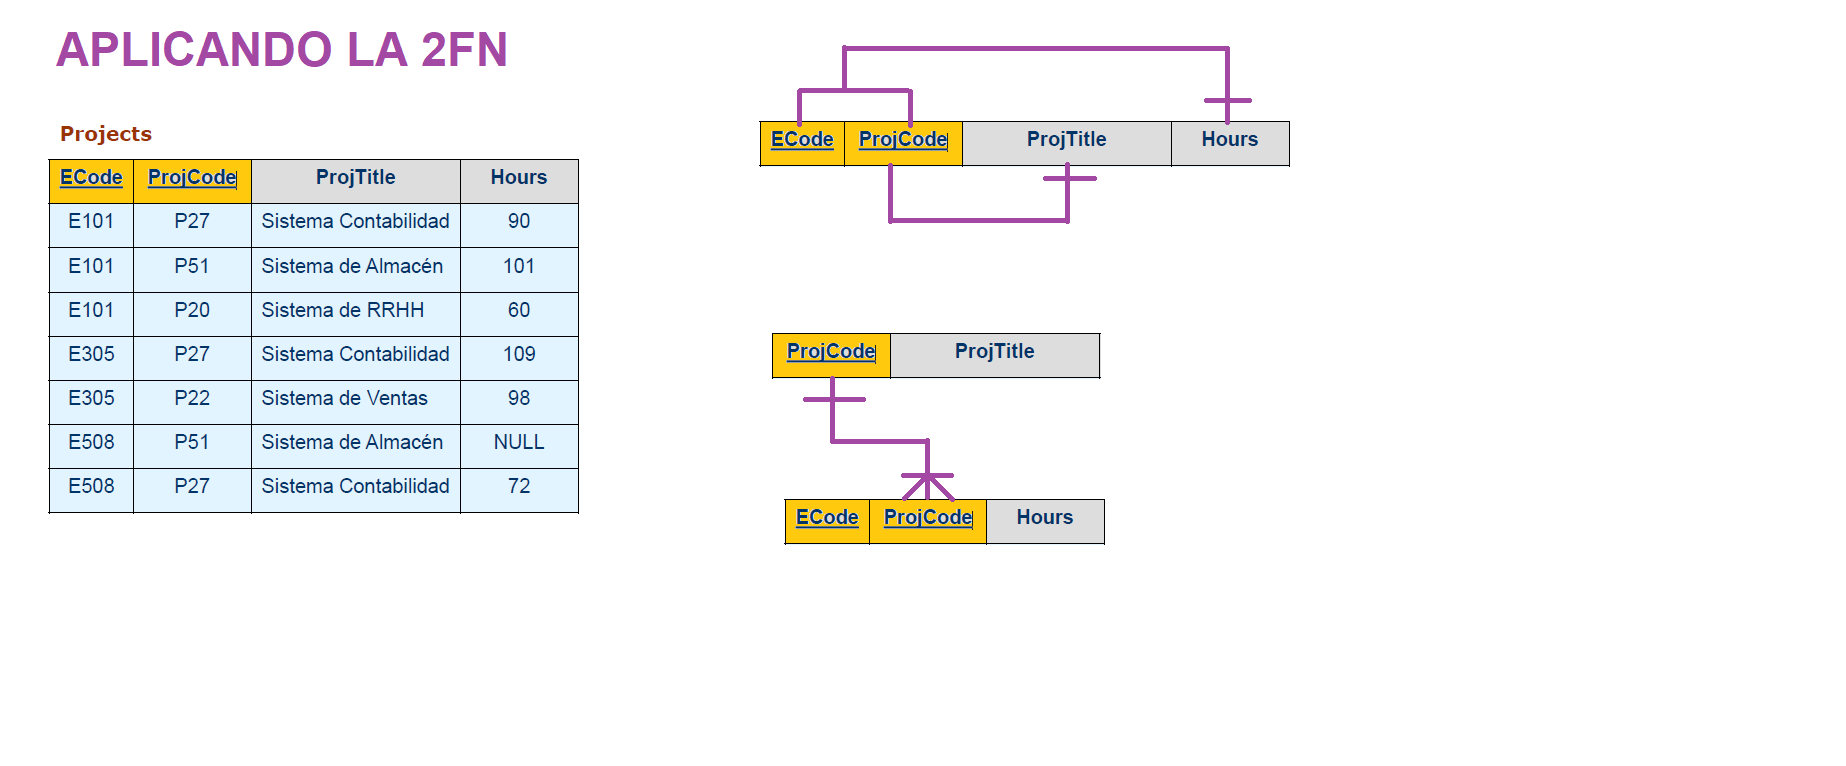 APLICANDO LA 2FN
Projects
ECode ProjCode ProjTitle Hours
E101 P27 Sistema Contabilidad 90
E101 P51 Sistema de Almacén 101
E101 P20 Sistema de RRHH 60
E305 P27 Sistema Contabilidad 109
E305 P22 Sistema de Ventas 98
E508 P51 Sistema de Almacén NULL
E508 P27 Sistema Contabilidad 72
ECode ProjCode ProjTitle Hours
ProjCode ProjTitle
ECode ProjCode Hours